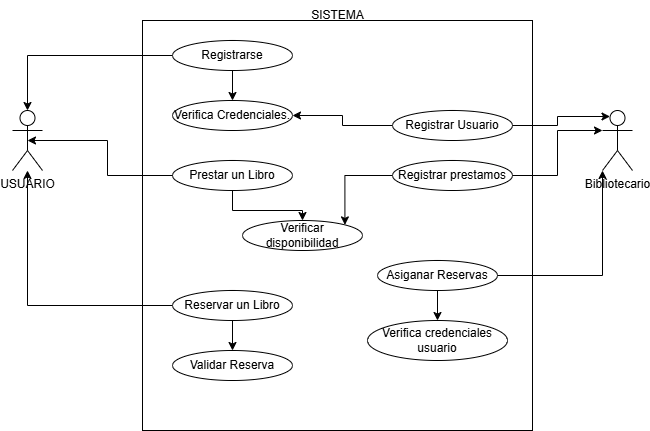 SISTEMA
Registrarse
Verifica Credenciales.
Registrar Usuario
USUARIO
Prestar un Libro
Registrar prestamos
Bibliotecario
Verificar
disponibilidad
Asiganar Reservas
Reservar un Libro
Verifica credenciales
usuario
Validar Reserva